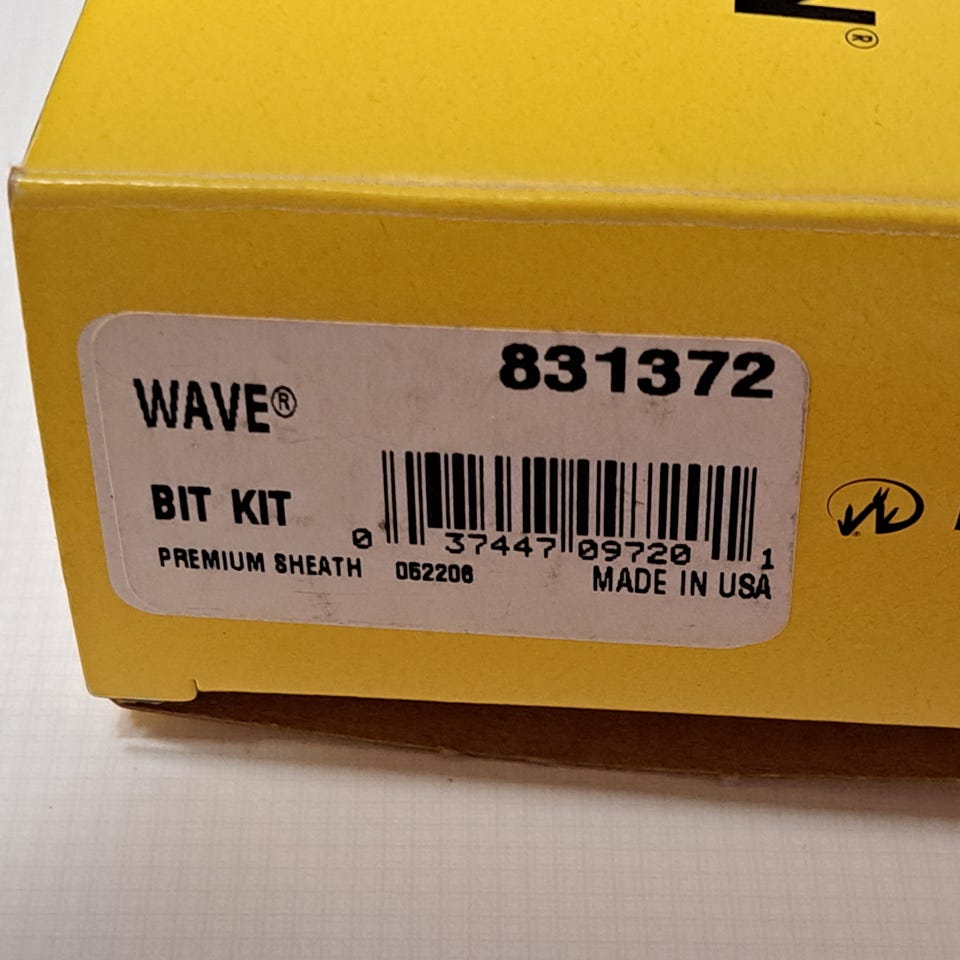 N®
831372
WAVE®
BIT KIT
0 37447 09720 1
PREMIUM SHEATH 052206 MADE IN USA